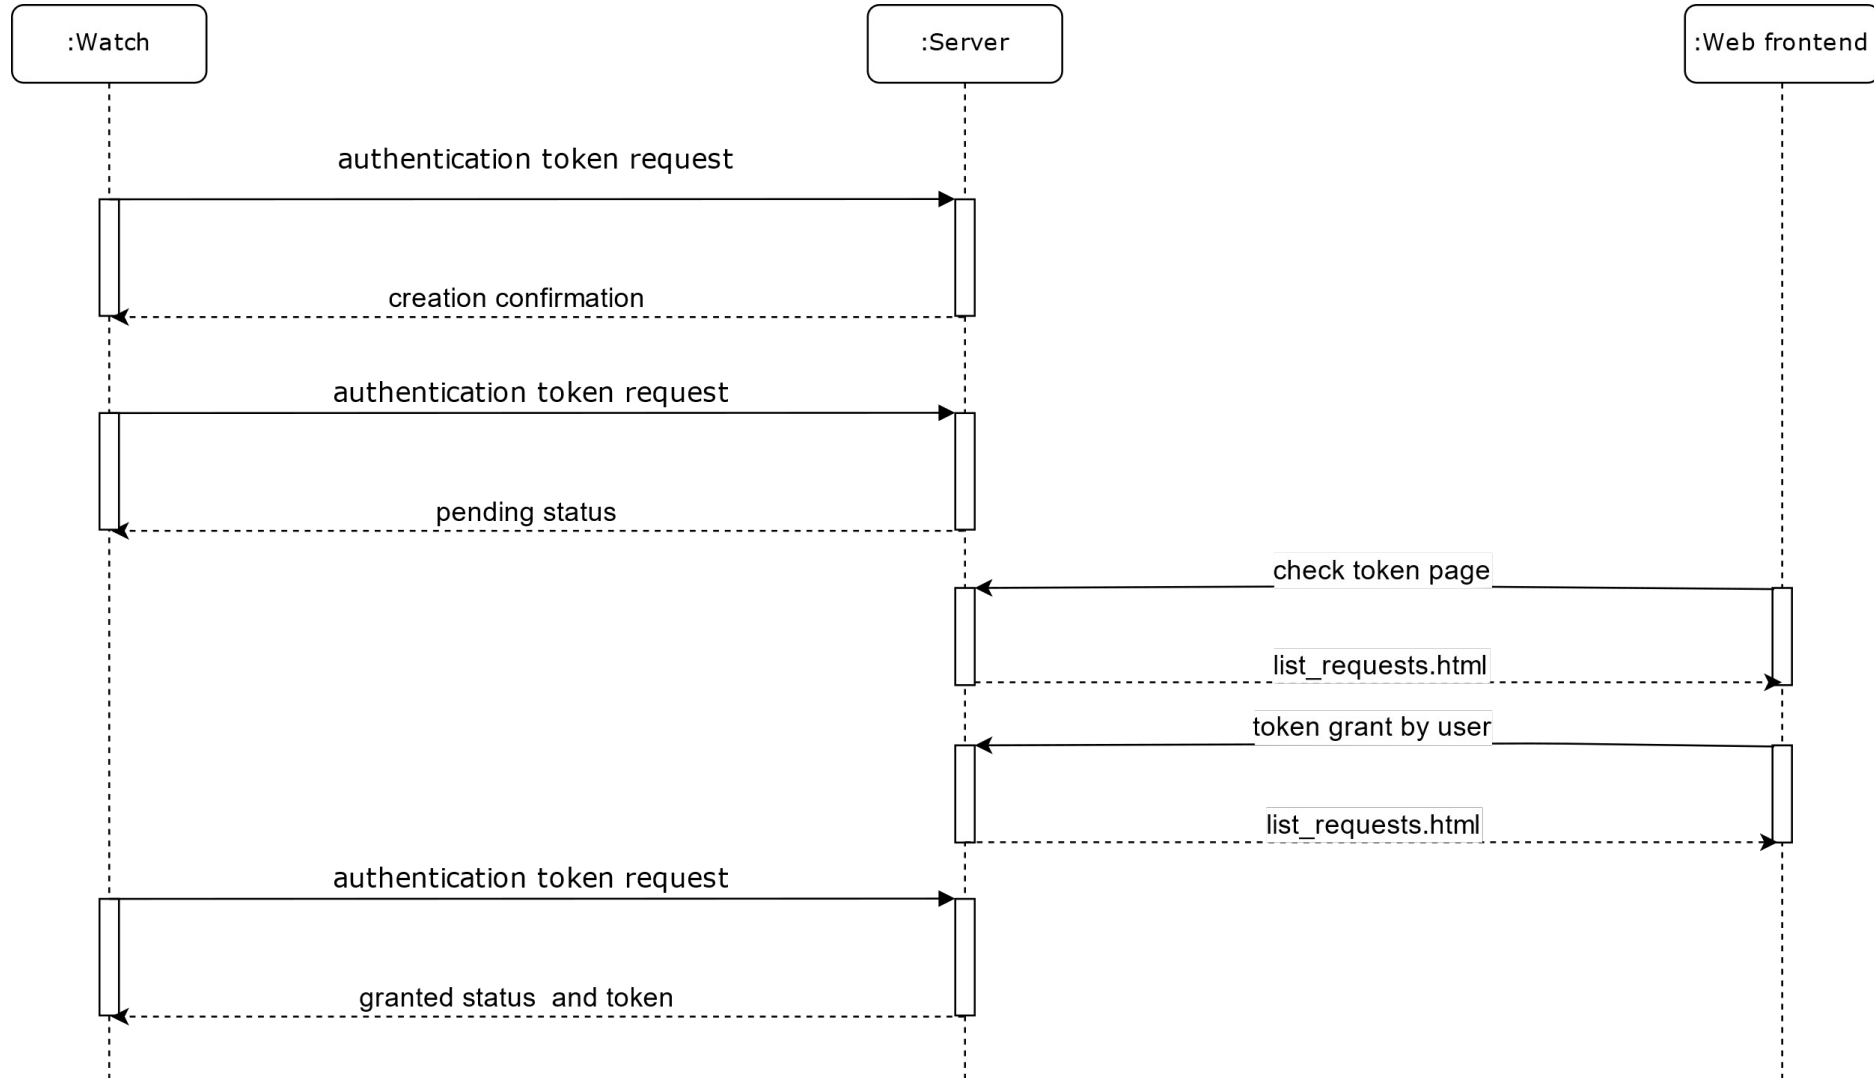 :Watch
:Server
:Web frontend
authentication token request
creation confirmation
authentication token request
pending status
check token page
list_requests.html
token grant by user
list_requests.html
authentication token request
granted status  and token